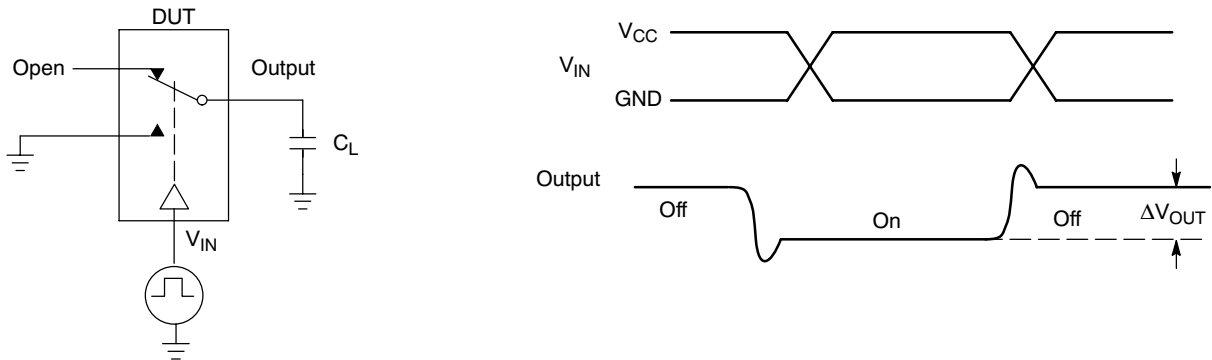 DUT
Open
Output
C_L
V_IN
V_CC
V_IN
GND
Output
Off
On
Off
ΔV_OUT